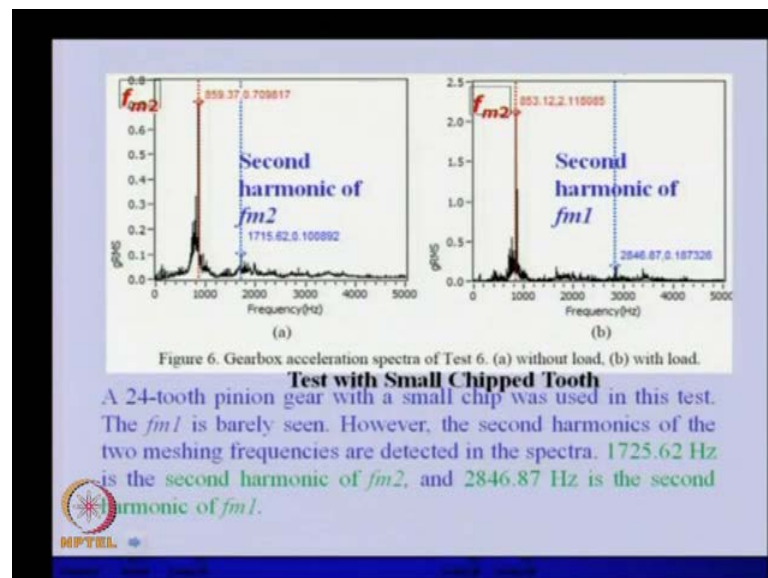 0.8
0.6
0.5
0.4
0.3
0.2
0.1
0.0
gRMS
fm2
859.37,0.709817
Second
harmonic of
fm2
1715.62,0.100892
0 1000 2000 3000 4000 5000
Frequency(Hz)
(a)
2.5
2.0
1.5
1.0
0.5
0.0
gRMS
fm2
853.12,2.118085
Second
harmonic of
fm1
2846.87,0.187326
0 1000 2000 3000 4000 5000
Frequency(Hz)
(b)
Figure 6. Gearbox acceleration spectra of Test 6. (a) without load, (b) with load.
Test with Small Chipped Tooth
A 24-tooth pinion gear with a small chip was used in this test.
The fm1 is barely seen. However, the second harmonics of the
two meshing frequencies are detected in the spectra. 1725.62 Hz
is the second harmonic of fm2, and 2846.87 Hz is the second
harmonic of fm1.
NPTEL